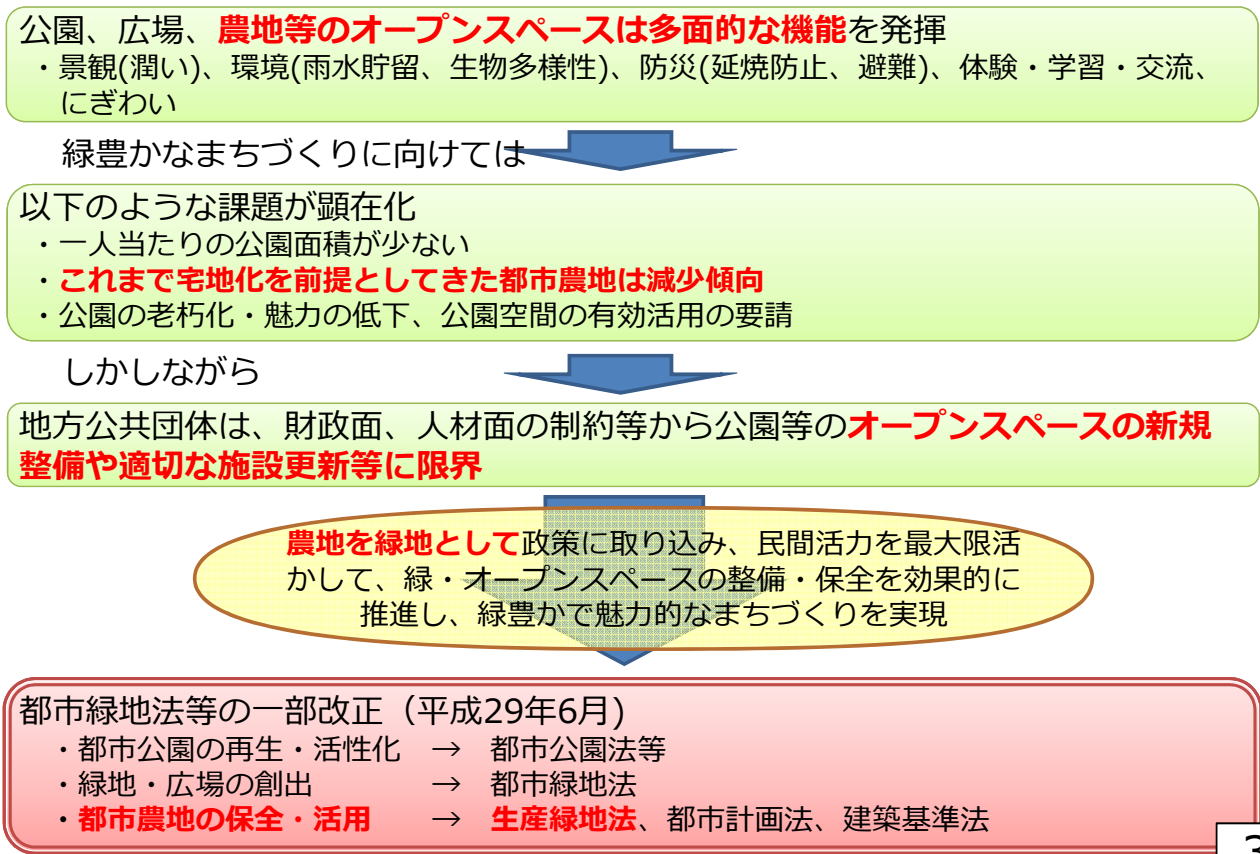 公園、広場、農地等のオープンスペースは多面的な機能を発揮
・景観(潤い)、環境(雨水貯留、生物多様性)、防災(延焼防止、避難)、体験・学習・交流、
にぎわい
緑豊かなまちづくりに向けては
以下のような課題が顕在化
・一人当たりの公園面積が少ない
・これまで宅地化を前提としてきた都市農地は減少傾向
・公園の老朽化・魅力の低下、公園空間の有効活用の要請
しかしながら
地方公共団体は、財政面、人材面の制約等から公園等のオープンスペースの新規
整備や適切な施設更新等に限界
農地を緑地として政策に取り込み、民間活力を最大限活
かして、緑・オープンスペースの整備・保全を効果的に
推進し、緑豊かで魅力的なまちづくりを実現
都市緑地法等の一部改正（平成29年6月)
・都市公園の再生・活性化 → 都市公園法等
・緑地・広場の創出 → 都市緑地法
・都市農地の保全・活用 → 生産緑地法、都市計画法、建築基準法
3